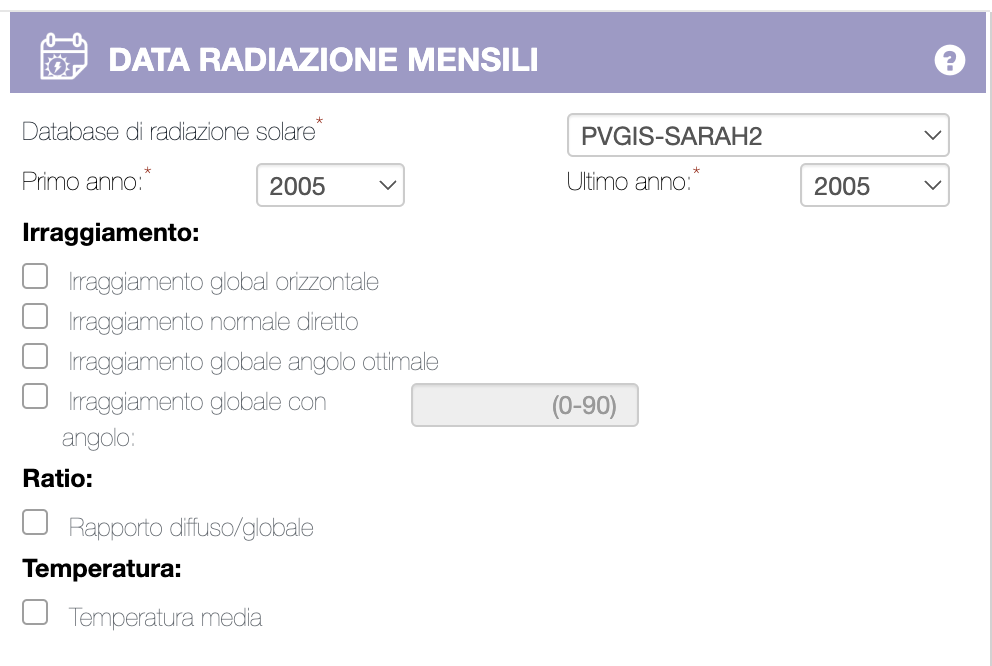 DATA RADIAZIONE MENSILI
?
Database di radiazione solare* PVGIS-SARAH2
Primo anno:* 2005 Ultimo anno:* 2005
Irraggiamento:
Irraggiamento global orizzontale
Irraggiamento normale diretto
Irraggiamento globale angolo ottimale
Irraggiamento globale con (0-90)
angolo:
Ratio:
Rapporto diffuso/globale
Temperatura:
Temperatura media